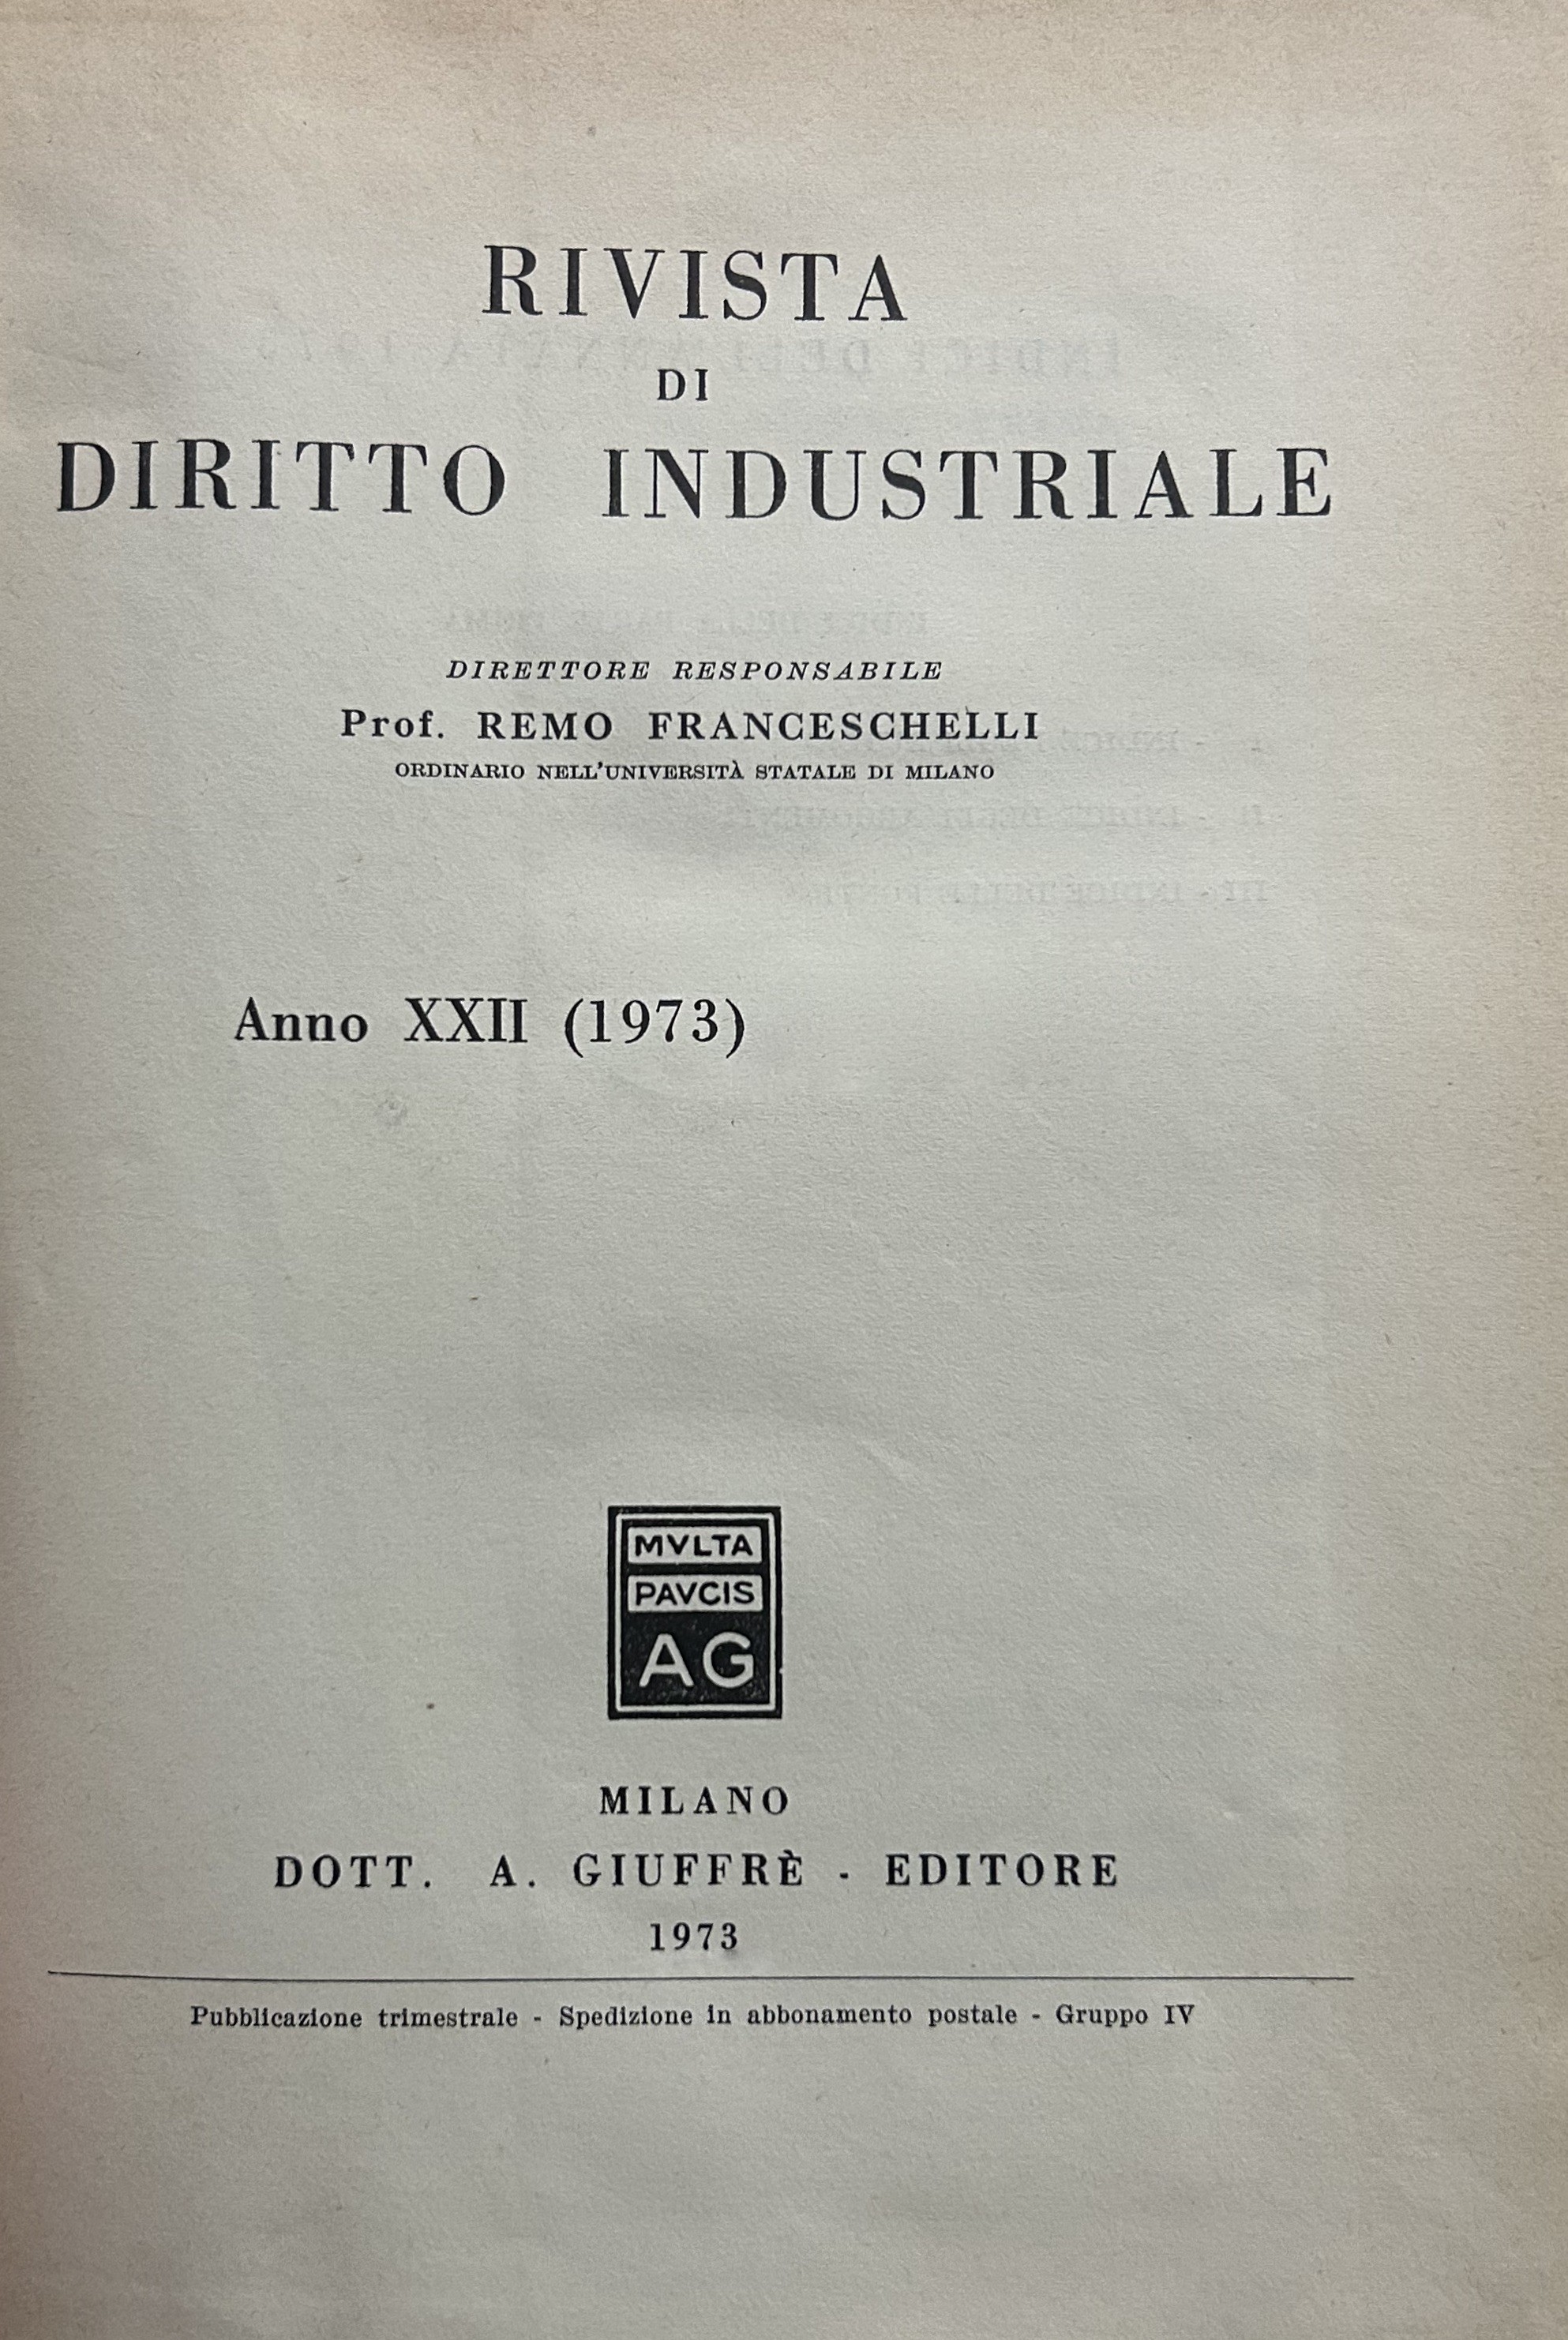 RIVISTA
DI
DIRITTO INDUSTRIALE
DIRETTORE RESPONSABILE
Prof. REMO FRANCESCHELLI
ORDINARIO NELL'UNIVERSITÀ STATALE DI MILANO
Anno XXII (1973)
MVLTA
PAVCIS
AG
MILANO
DOTT. A. GIUFFRÈ - EDITORE
1973
Pubblicazione trimestrale - Spedizione in abbonamento postale - Gruppo IV